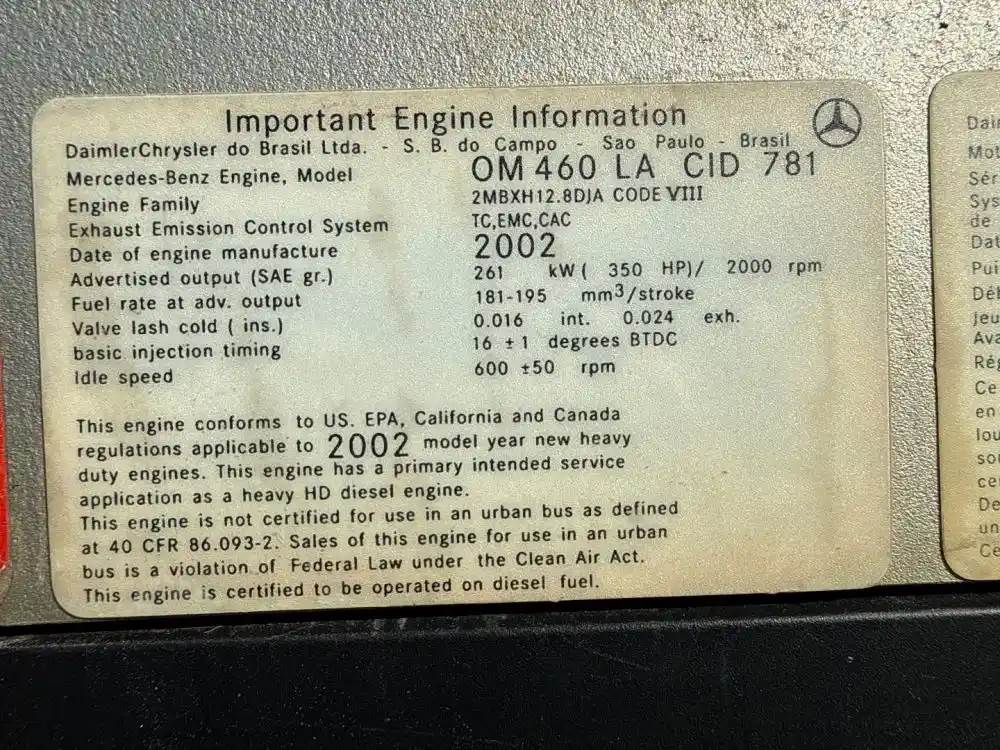 Important Engine Information
DaimlerChrysler do Brasil Ltda. - S. B. do Campo - Sao Paulo - Brasil
Mercedes-Benz Engine, Model OM 460 LA CID 781
Engine Family 2MBXH12.8DJA CODE VIII
Exhaust Emission Control System TC,EMC,CAC
Date of engine manufacture 2002
Advertised output (SAE gr.) 261 kW ( 350 HP)/ 2000 rpm
Fuel rate at adv. output 181-195 mm³/stroke
Valve lash cold ( ins.) 0.016 int. 0.024 exh.
basic injection timing 16 ±1 degrees BTDC
Idle speed 600 ±50 rpm
This engine conforms to US. EPA, California and Canada
regulations applicable to 2002 model year new heavy
duty engines. This engine has a primary intended service
application as a heavy HD diesel engine.
This engine is not certified for use in an urban bus as defined
at 40 CFR 86.093-2. Sales of this engine for use in an urban
bus is a violation of Federal Law under the Clean Air Act.
This engine is certified to be operated on diesel fuel.